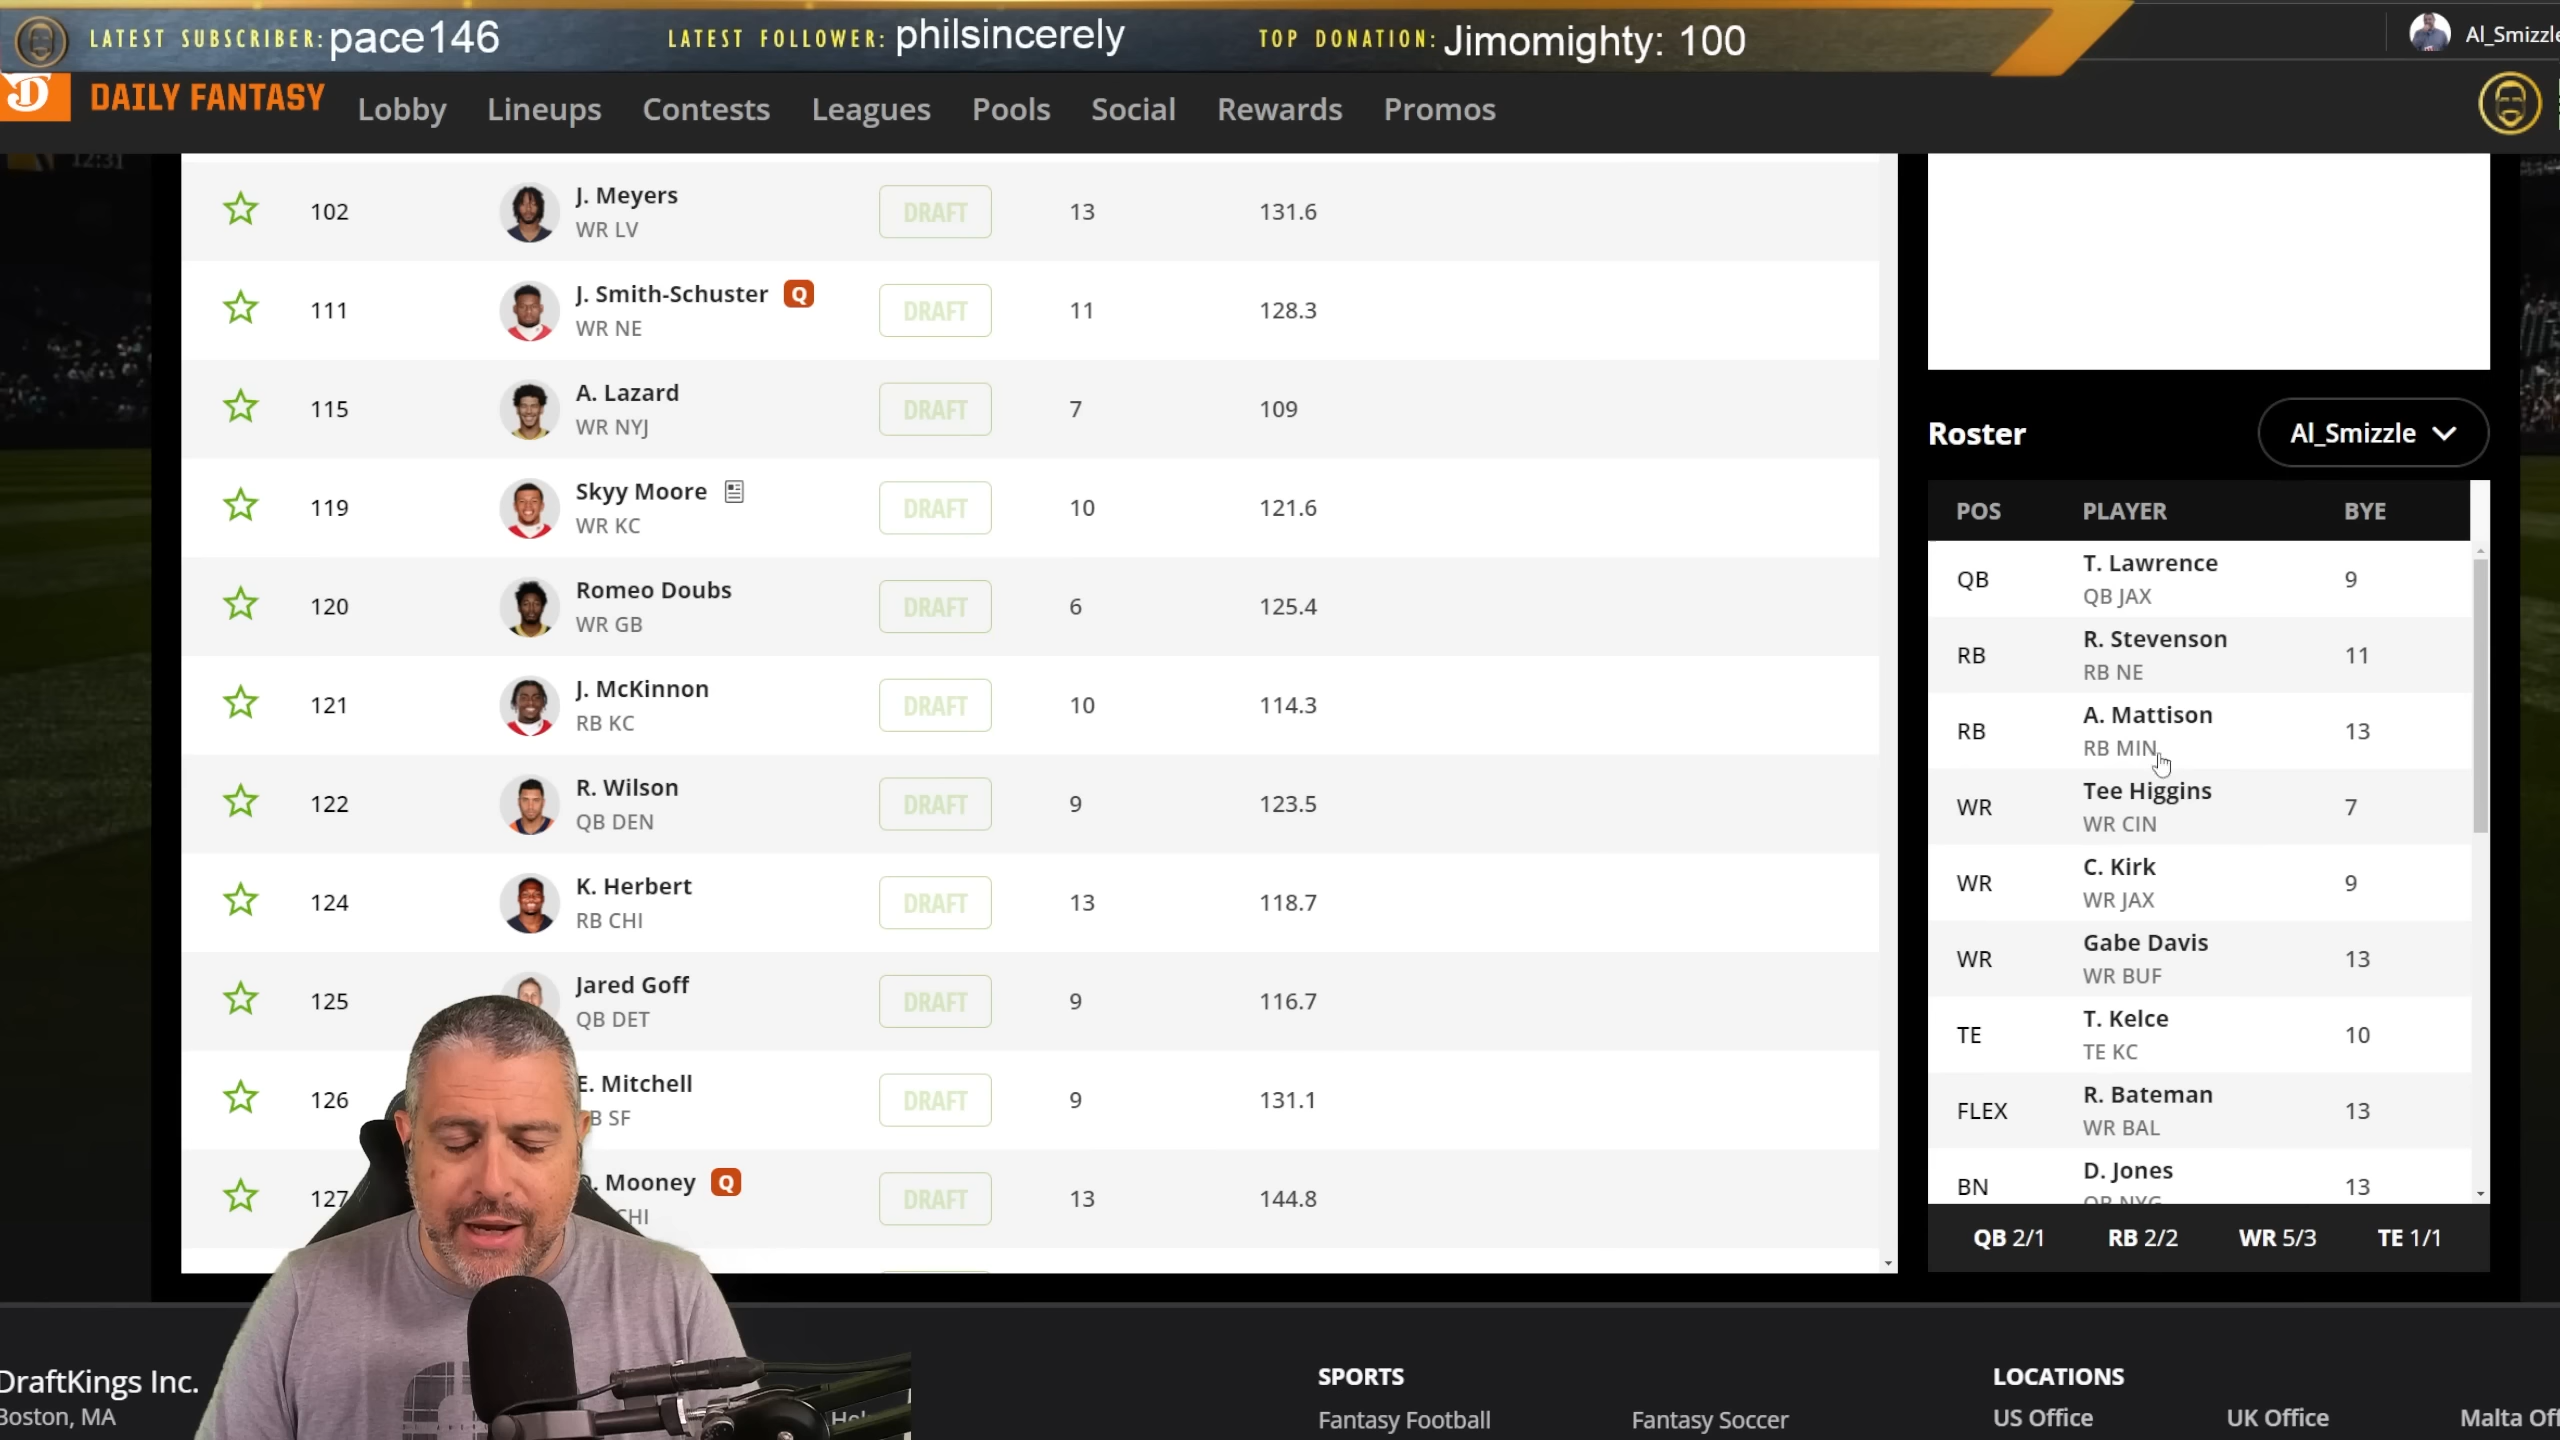 LATEST SUBSCRIBER: pace146 LATEST FOLLOWER: philsincerely TOP DONATION: Jimomighty: 100
Al_Smizzle
DAILY FANTASY Lobby Lineups Contests Leagues Pools Social Rewards Promos
12:31
102 J. Meyers DRAFT 13 131.6
WR LV
111 J. Smith-Schuster Q DRAFT 11 128.3
WR NE
115 A. Lazard DRAFT 7 109
WR NYJ
119 Skyy Moore DRAFT 10 121.6
WR KC
120 Romeo Doubs DRAFT 6 125.4
WR GB
121 J. McKinnon DRAFT 10 114.3
RB KC
122 R. Wilson DRAFT 9 123.5
QB DEN
124 K. Herbert DRAFT 13 118.7
RB CHI
125 Jared Goff DRAFT 9 116.7
QB DET
126 E. Mitchell DRAFT 9 131.1
B SF
127 Mooney Q DRAFT 13 144.8
CHI
Roster Al_Smizzle
POS PLAYER BYE
QB T. Lawrence 9
QB JAX
RB R. Stevenson 11
RB NE
RB A. Mattison 13
RB MIN
WR Tee Higgins 7
WR CIN
WR C. Kirk 9
WR JAX
WR Gabe Davis 13
WR BUF
TE T. Kelce 10
TE KC
FLEX R. Bateman 13
WR BAL
BN D. Jones 13
QB NYG
QB 2/1 RB 2/2 WR 5/3 TE 1/1
DraftKings Inc.
Boston, MA
SPORTS
Fantasy Football Fantasy Soccer
LOCATIONS
US Office UK Office Malta Off